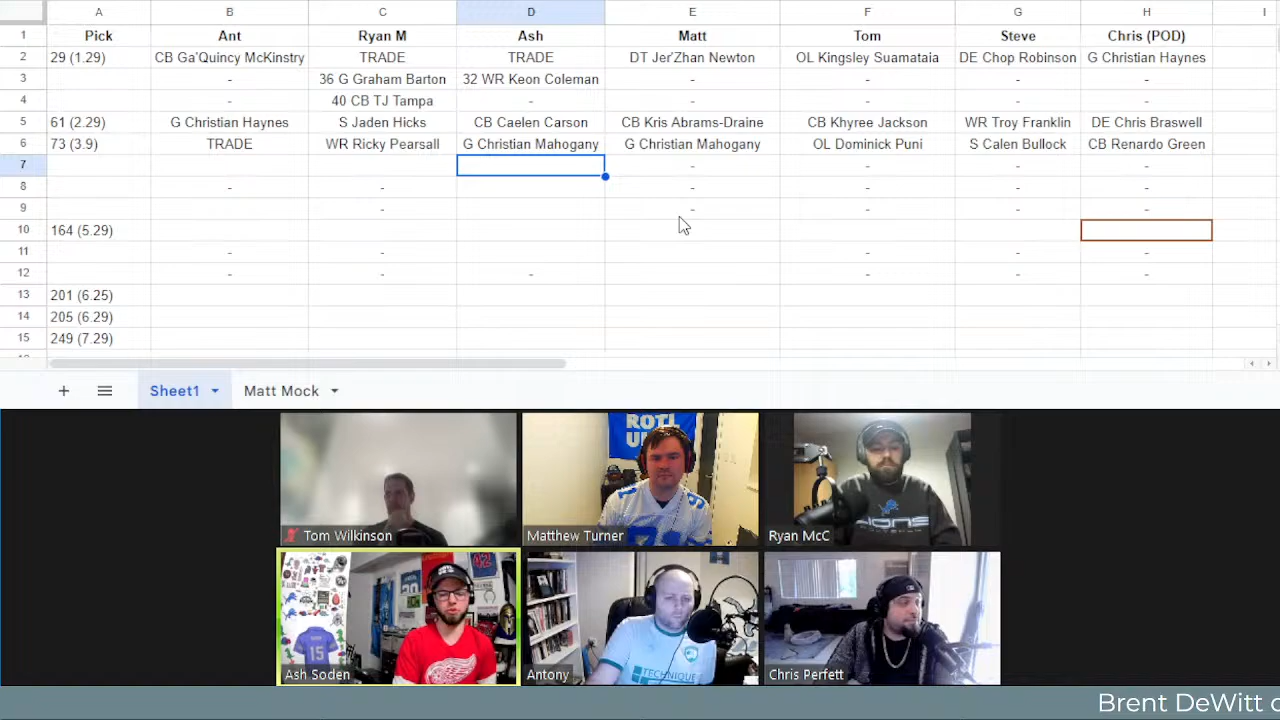 A B C D E F G H I
1 Pick Ant Ryan M Ash Matt Tom Steve Chris (POD)
2 29 (1.29) CB Ga'Quincy McKinstry TRADE TRADE DT Jer'Zhan Newton OL Kingsley Suamataia DE Chop Robinson G Christian Haynes
3 - 36 G Graham Barton 32 WR Keon Coleman - - - -
4 - 40 CB TJ Tampa - - - - -
5 61 (2.29) G Christian Haynes S Jaden Hicks CB Caelen Carson CB Kris Abrams-Draine CB Khyree Jackson WR Troy Franklin DE Chris Braswell
6 73 (3.9) TRADE WR Ricky Pearsall G Christian Mahogany G Christian Mahogany OL Dominick Puni S Calen Bullock CB Renardo Green
7 - - - -
8 - - - - - -
9 - - - - -
10 164 (5.29)
11 - - - - -
12 - - - - - -
13 201 (6.25)
14 205 (6.29)
15 249 (7.29)
+ Sheet1 Matt Mock
ROTL
Tom Wilkinson Matthew Turner Ryan McC
LIONS
15
42
TECHNIQUE
Ash Soden Antony Chris Perfett
Brent DeWitt